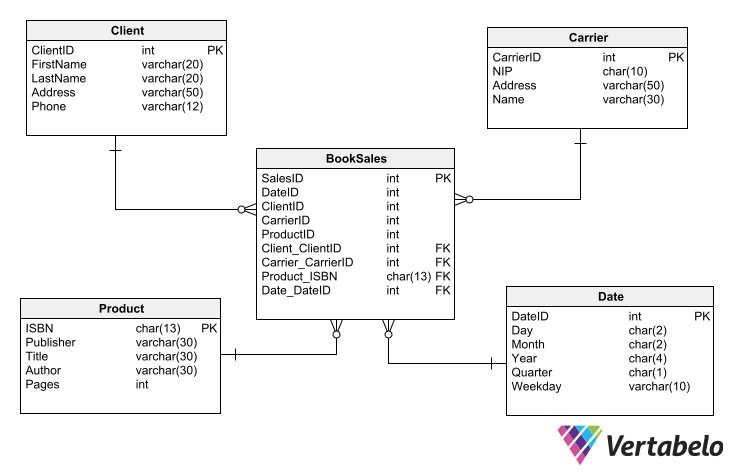 Client
ClientID int PK
FirstName varchar(20)
LastName varchar(20)
Address varchar(50)
Phone varchar(12)
Carrier
CarrierID int PK
NIP char(10)
Address varchar(50)
Name varchar(30)
BookSales
SalesID int PK
DateID int
ClientID int
CarrierID int
ProductID int
Client_ClientID int FK
Carrier_CarrierID int FK
Product_ISBN char(13) FK
Date_DateID int FK
Product
ISBN char(13) PK
Publisher varchar(30)
Title varchar(30)
Author varchar(30)
Pages int
Date
DateID int PK
Day char(2)
Month char(2)
Year char(4)
Quarter char(1)
Weekday varchar(10)
Vertabelo